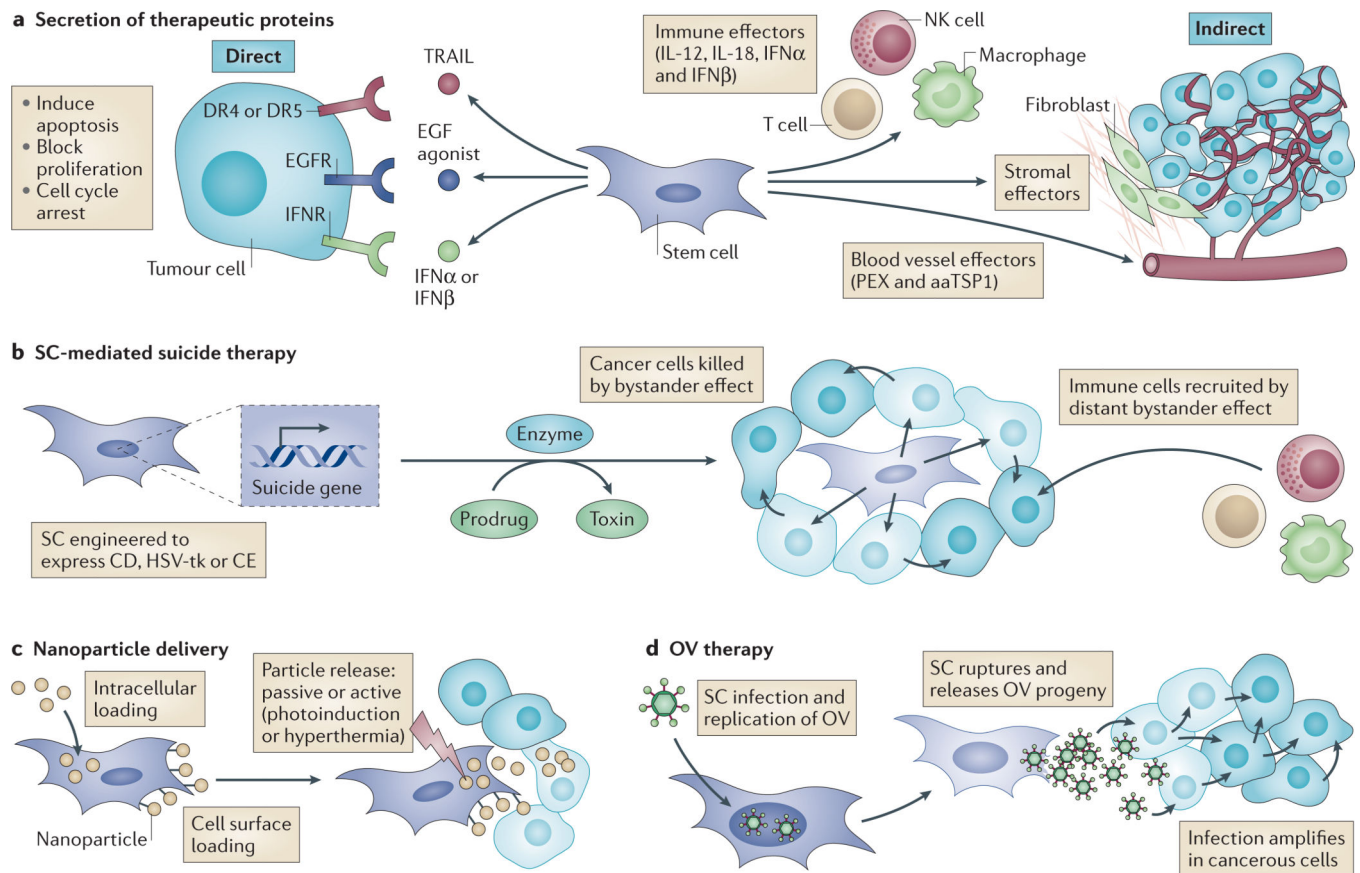 a Secretion of therapeutic proteins
Direct
• Induce
apoptosis
• Block
proliferation
• Cell cycle
arrest
DR4 or DR5
EGFR
IFNR
Tumour cell
TRAIL
EGF
agonist
IFNα or
IFNβ
Stem cell
Immune effectors
(IL-12, IL-18, IFNα
and IFNβ)
NK cell
Macrophage
T cell
Indirect
Fibroblast
Stromal
effectors
Blood vessel effectors
(PEX and aaTSP1)
b SC-mediated suicide therapy
Suicide gene
SC engineered to
express CD, HSV-tk or CE
Enzyme
Prodrug
Toxin
Cancer cells killed
by bystander effect
Immune cells recruited by
distant bystander effect
c Nanoparticle delivery
Intracellular
loading
Nanoparticle
Cell surface
loading
Particle release:
passive or active
(photoinduction
or hyperthermia)
d OV therapy
SC infection and
replication of OV
SC ruptures and
releases OV progeny
Infection amplifies
in cancerous cells